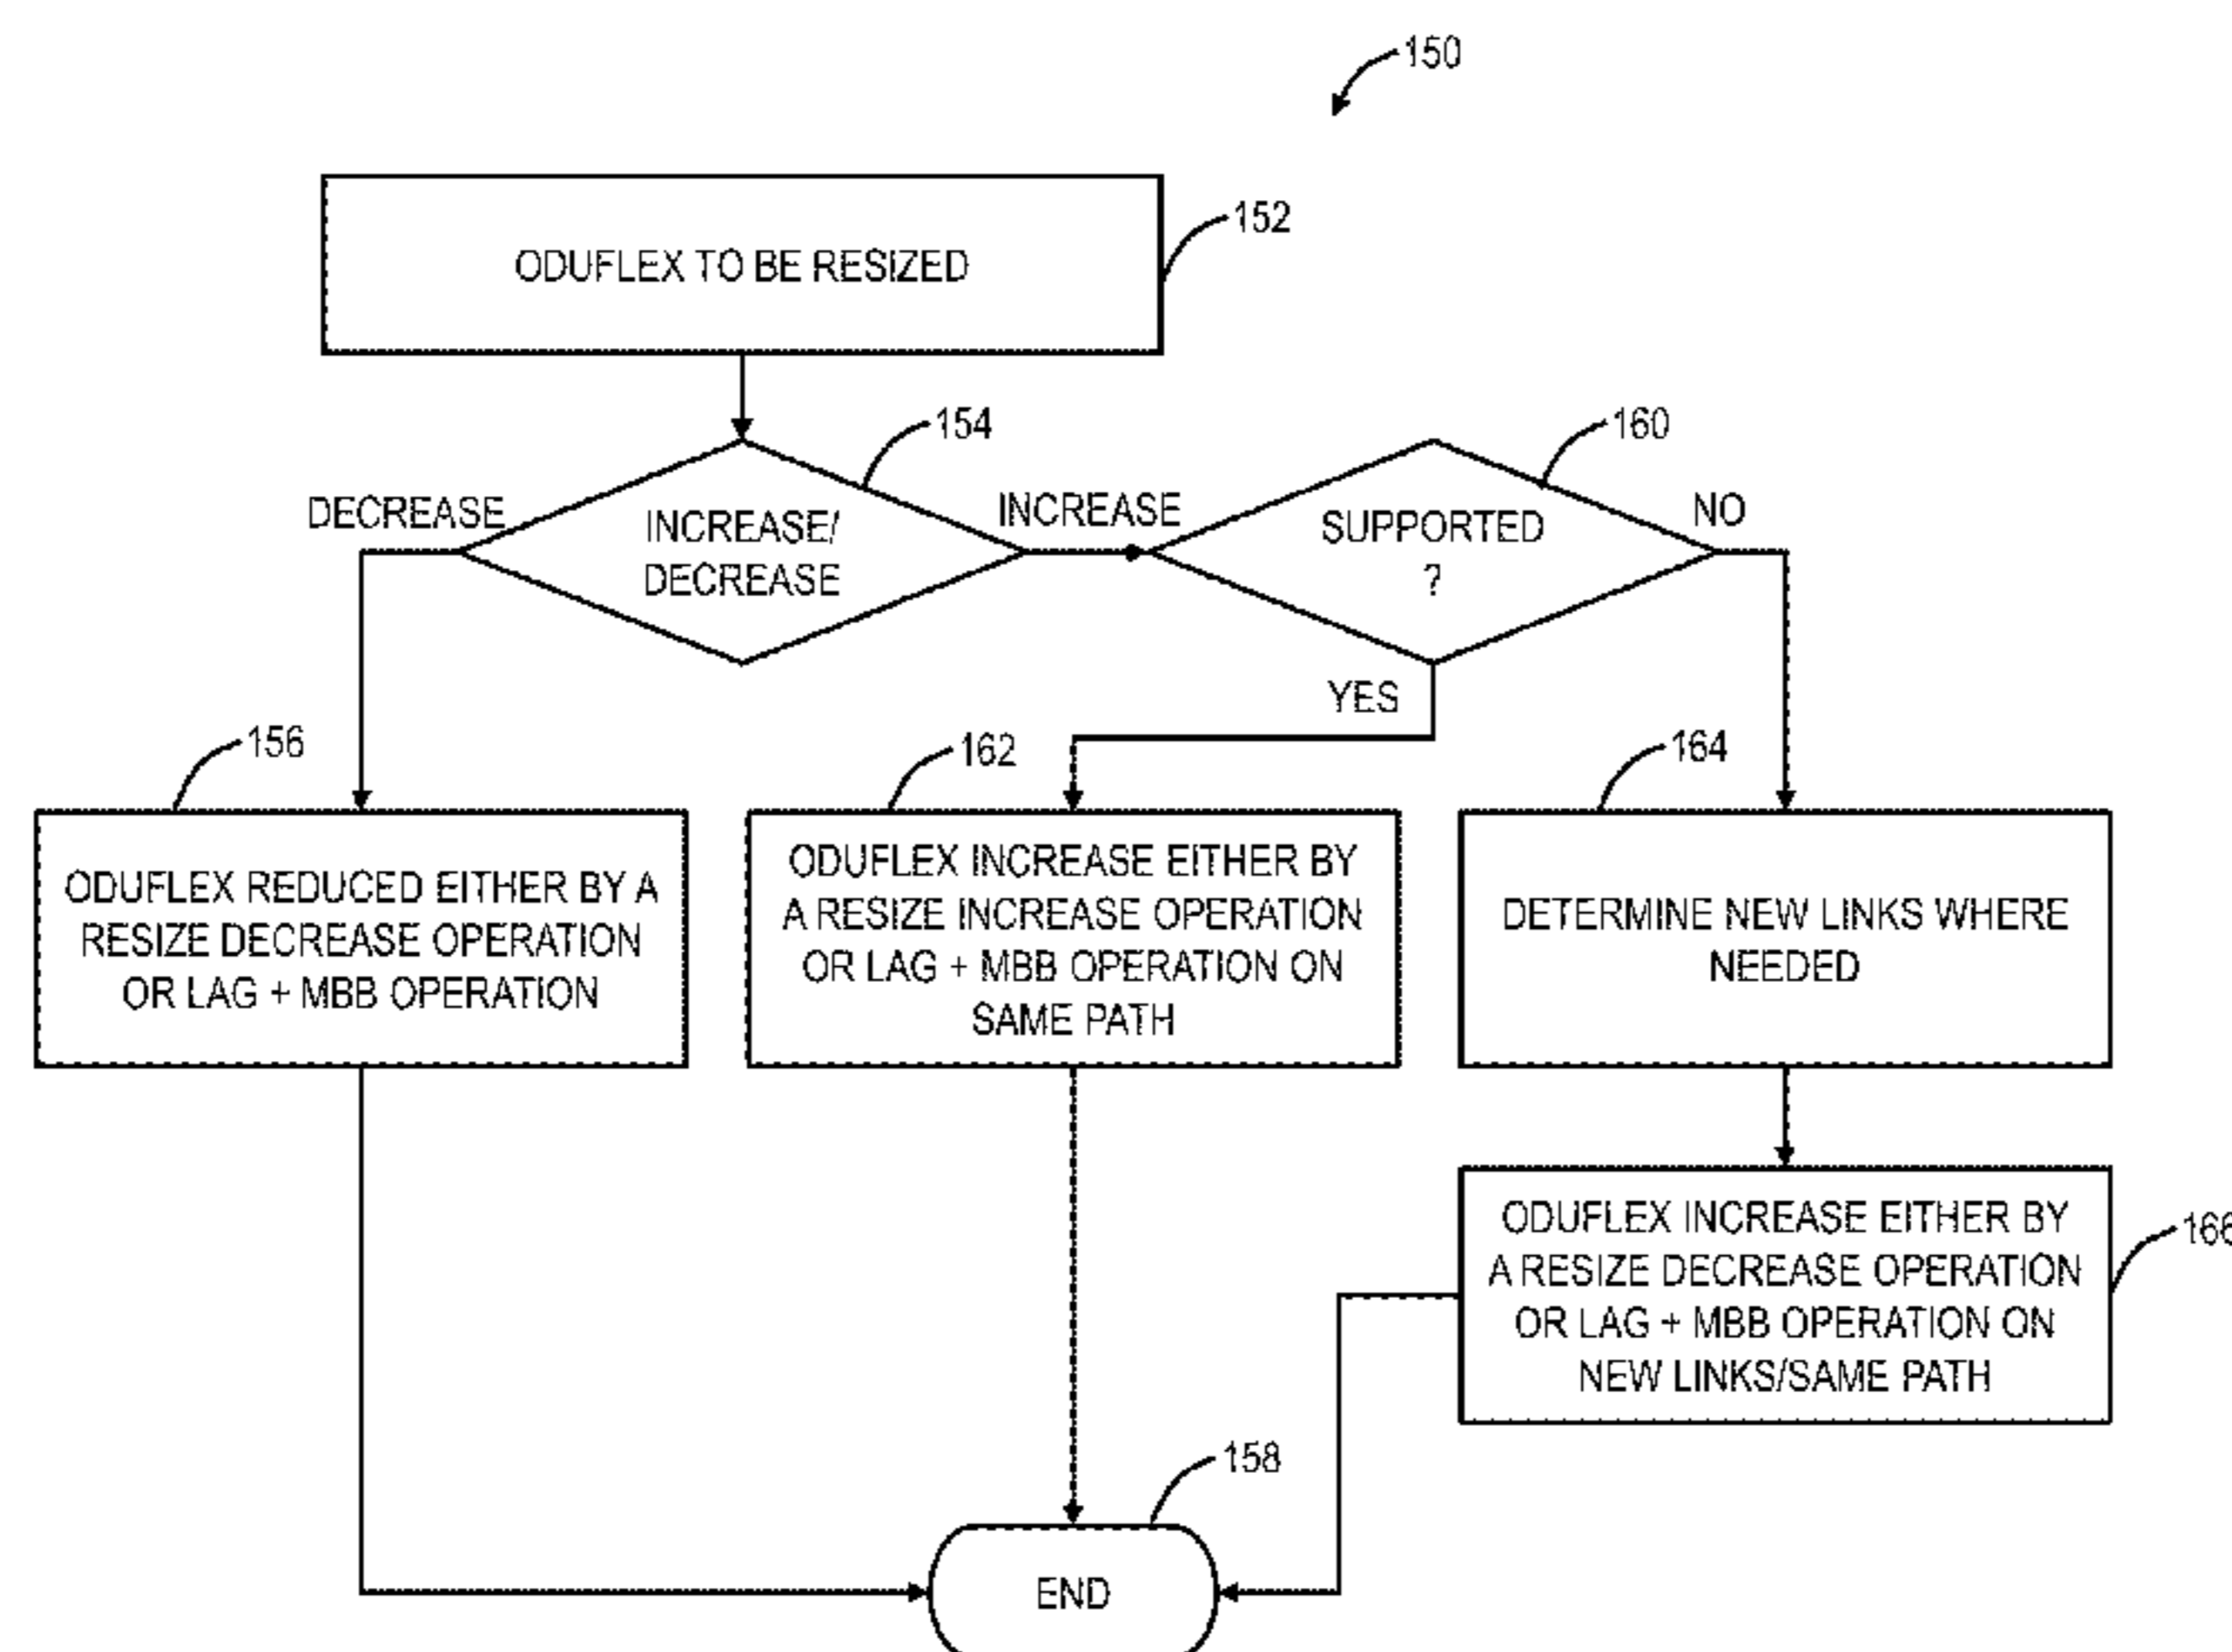 150
ODUFLEX TO BE RESIZED
152
154
160
DECREASE
INCREASE/
DECREASE
INCREASE
SUPPORTED
?
NO
YES
156
162
164
ODUFLEX REDUCED EITHER BY A
RESIZE DECREASE OPERATION
OR LAG + MBB OPERATION
ODUFLEX INCREASE EITHER BY
A RESIZE INCREASE OPERATION
OR LAG + MBB OPERATION ON
SAME PATH
DETERMINE NEW LINKS WHERE
NEEDED
ODUFLEX INCREASE EITHER BY
A RESIZE DECREASE OPERATION
OR LAG + MBB OPERATION ON
NEW LINKS/SAME PATH
166
158
END